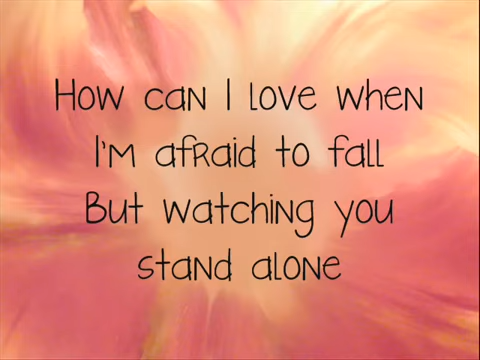 How can I love when
I'm afraid to fall
But watching you
stand alone